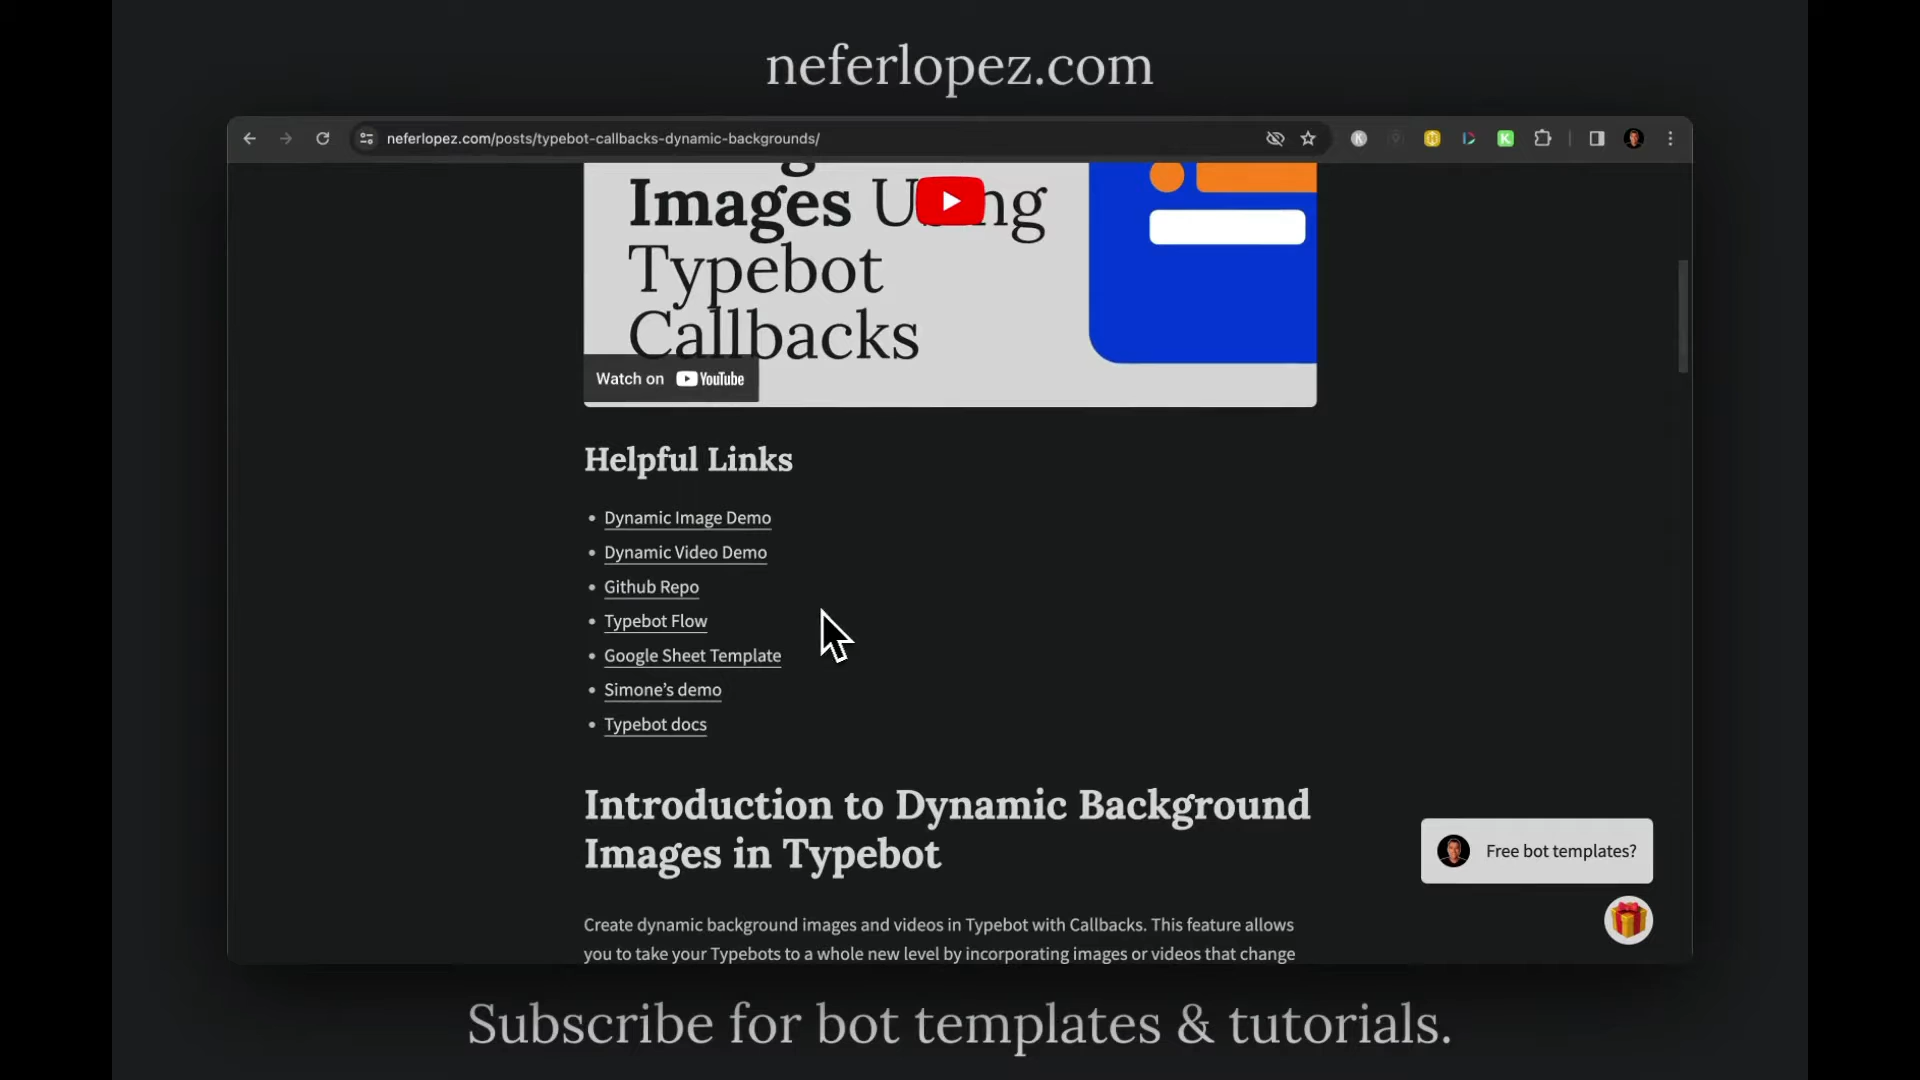 neferlopez.com
neferlopez.com/posts/typebot-callbacks-dynamic-backgrounds/
Images
Typebot
Callbacks
Watch on YouTube
Helpful Links
• Dynamic Image Demo
• Dynamic Video Demo
• Github Repo
• Typebot Flow
• Google Sheet Template
• Simone’s demo
• Typebot docs
Introduction to Dynamic Background
Images in Typebot
Free bot templates?
Create dynamic background images and videos in Typebot with Callbacks. This feature allows
you to take your Typebots to a whole new level by incorporating images or videos that change
Subscribe for bot templates & tutorials.